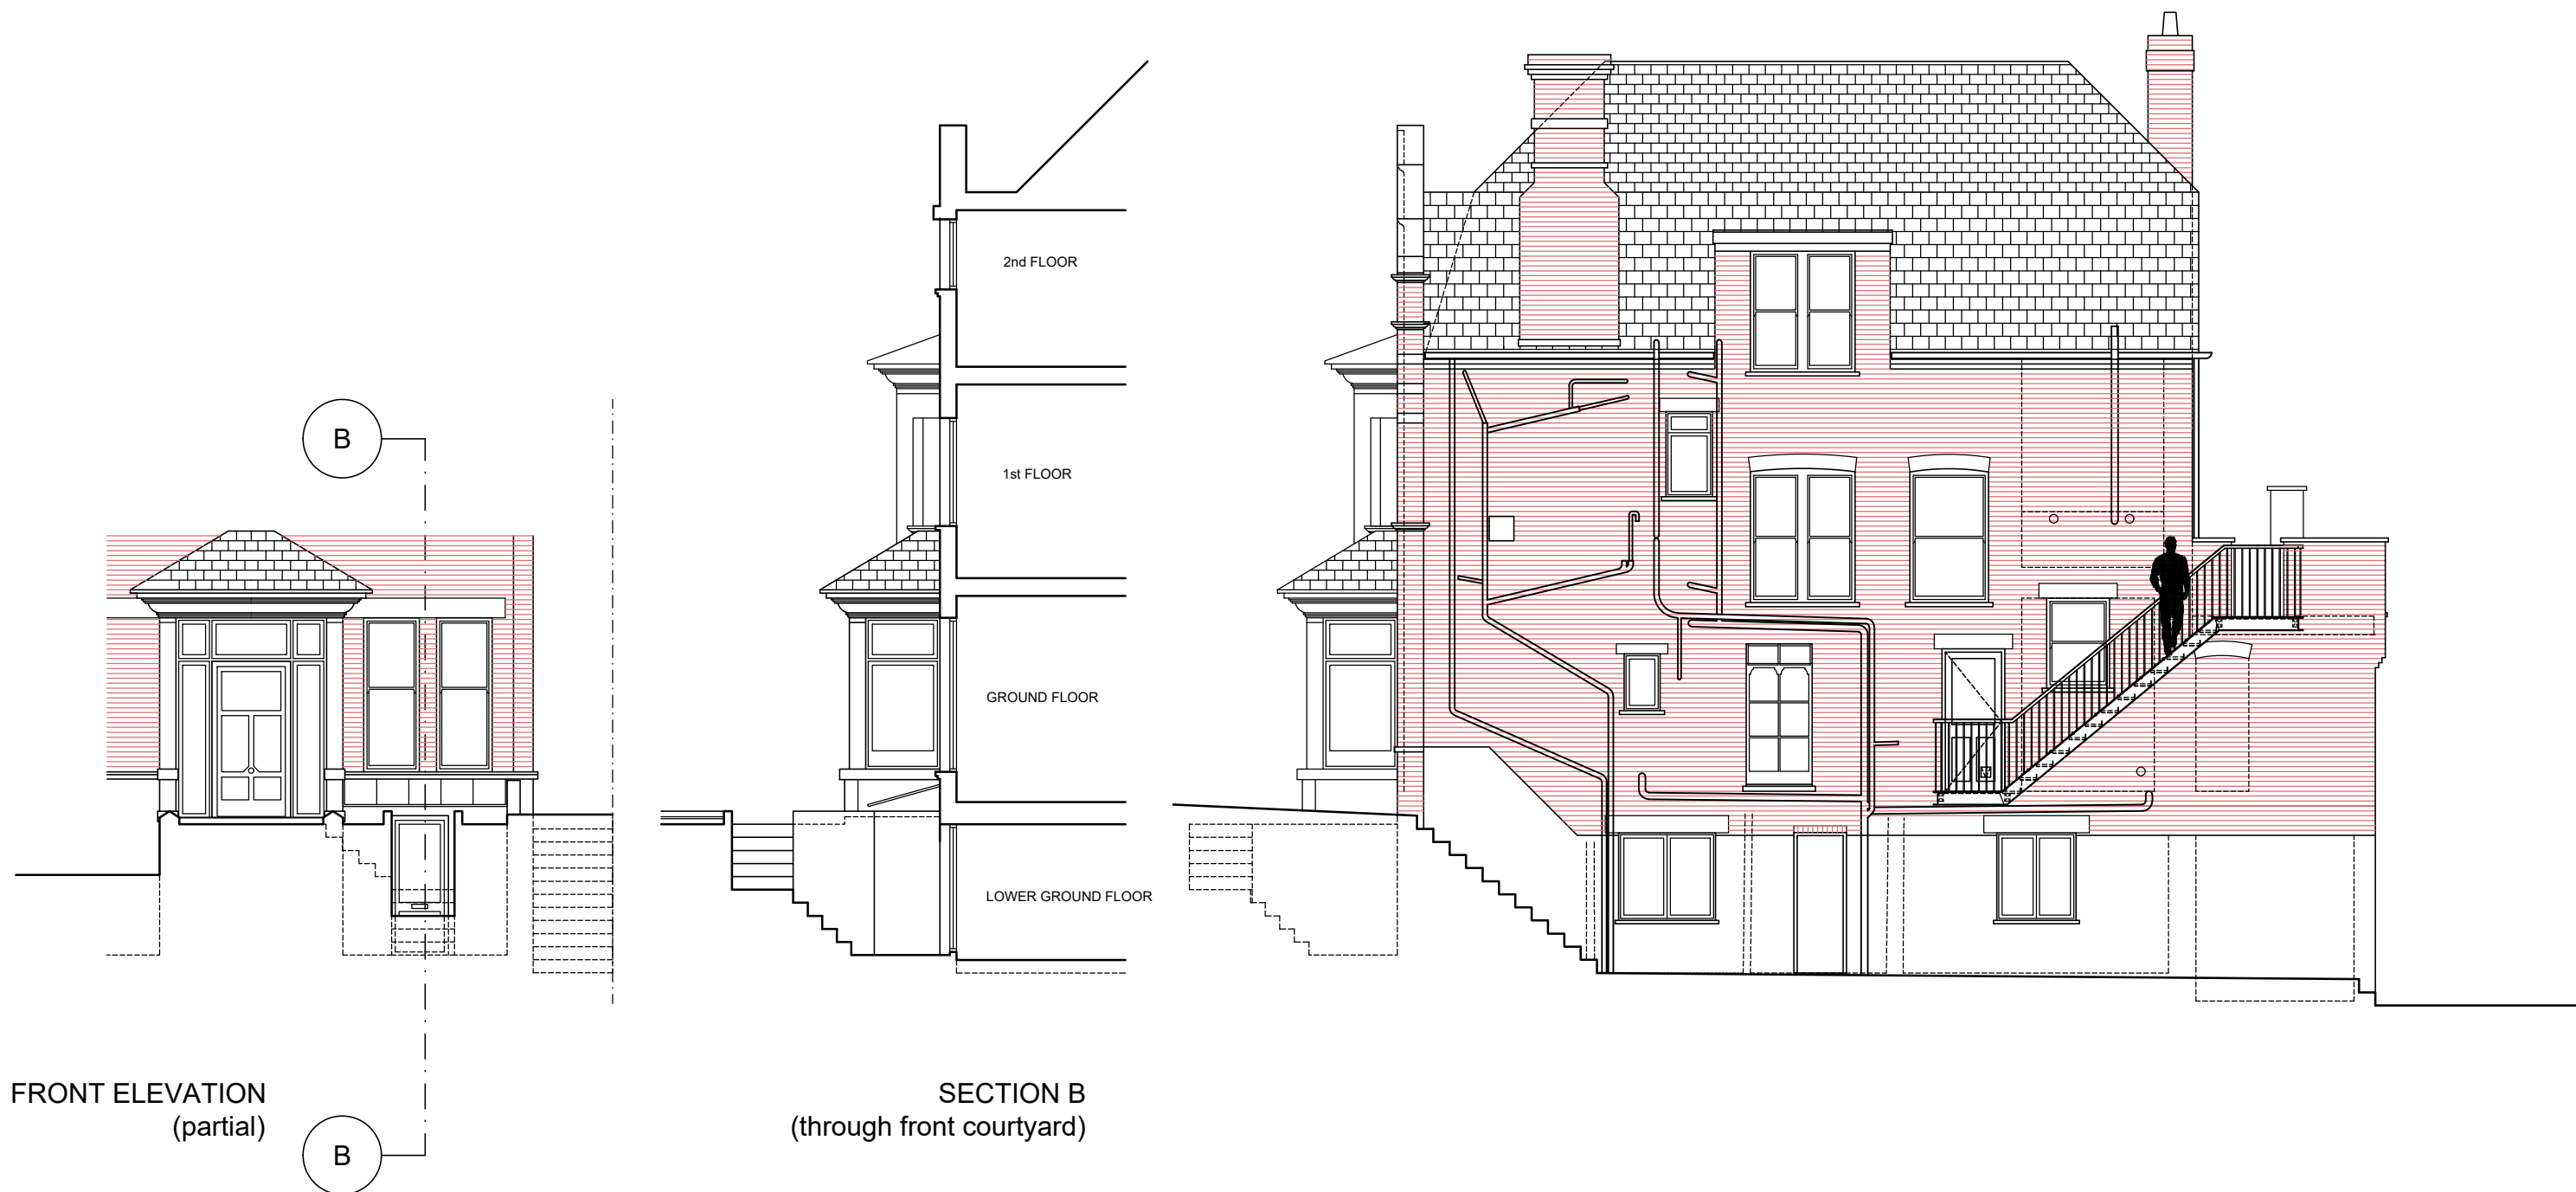 B
2nd FLOOR
1st FLOOR
GROUND FLOOR
LOWER GROUND FLOOR
FRONT ELEVATION
(partial)
B
SECTION B
(through front courtyard)